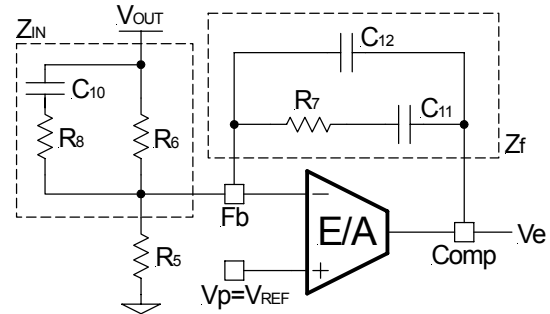 ZIN
VOUT
C10
R8
R6
R5
C12
R7
C11
Zf
Fb
E/A
Comp
Ve
Vp=VREF